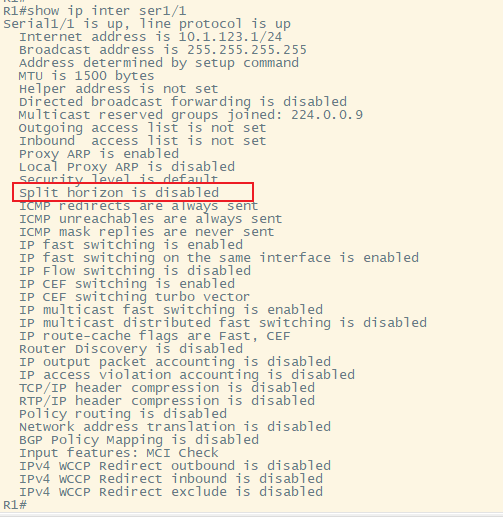 R1#
R1#show ip inter ser1/1
Serial1/1 is up, line protocol is up
  Internet address is 10.1.123.1/24
  Broadcast address is 255.255.255.255
  Address determined by setup command
  MTU is 1500 bytes
  Helper address is not set
  Directed broadcast forwarding is disabled
  Multicast reserved groups joined: 224.0.0.9
  Outgoing access list is not set
  Inbound  access list is not set
  Proxy ARP is enabled
  Local Proxy ARP is disabled
  Security level is default
  Split horizon is disabled
  ICMP redirects are always sent
  ICMP unreachables are always sent
  ICMP mask replies are never sent
  IP fast switching is enabled
  IP fast switching on the same interface is enabled
  IP Flow switching is disabled
  IP CEF switching is enabled
  IP CEF switching turbo vector
  IP multicast fast switching is enabled
  IP multicast distributed fast switching is disabled
  IP route-cache flags are Fast, CEF
  Router Discovery is disabled
  IP output packet accounting is disabled
  IP access violation accounting is disabled
  TCP/IP header compression is disabled
  RTP/IP header compression is disabled
  Policy routing is disabled
  Network address translation is disabled
  BGP Policy Mapping is disabled
  Input features: MCI Check
  IPv4 WCCP Redirect outbound is disabled
  IPv4 WCCP Redirect inbound is disabled
  IPv4 WCCP Redirect exclude is disabled
R1#